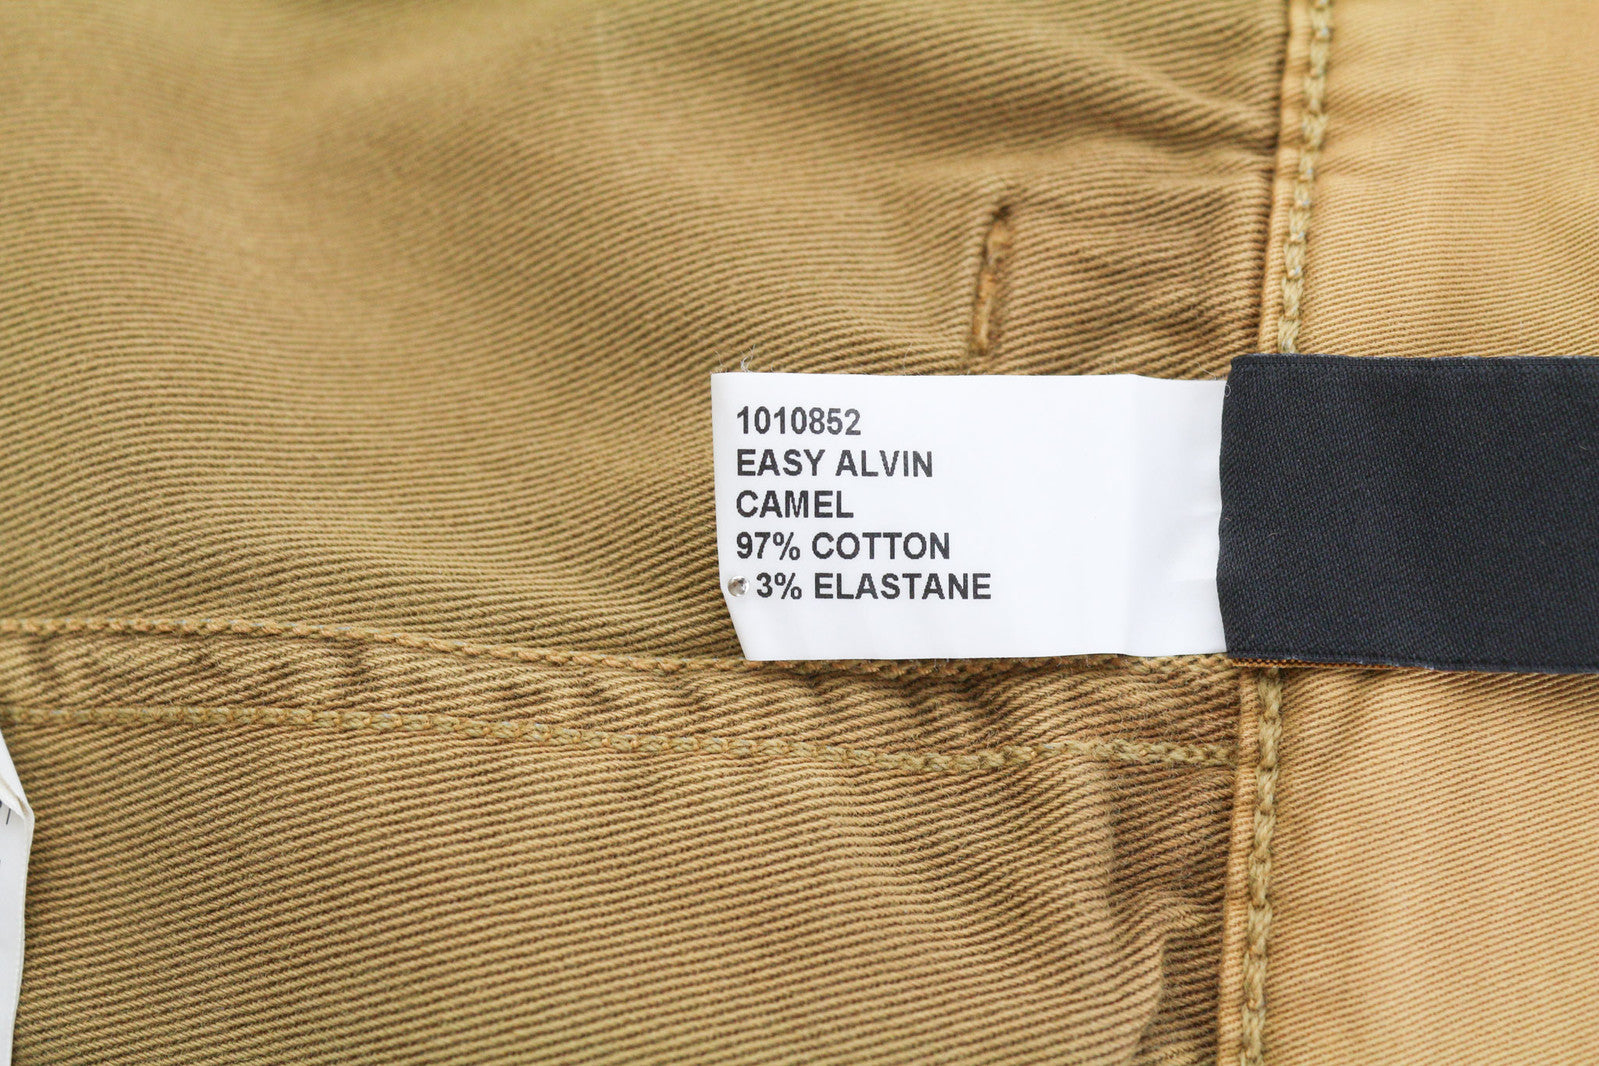 1010852
EASY ALVIN
CAMEL
97% COTTON
3% ELASTANE